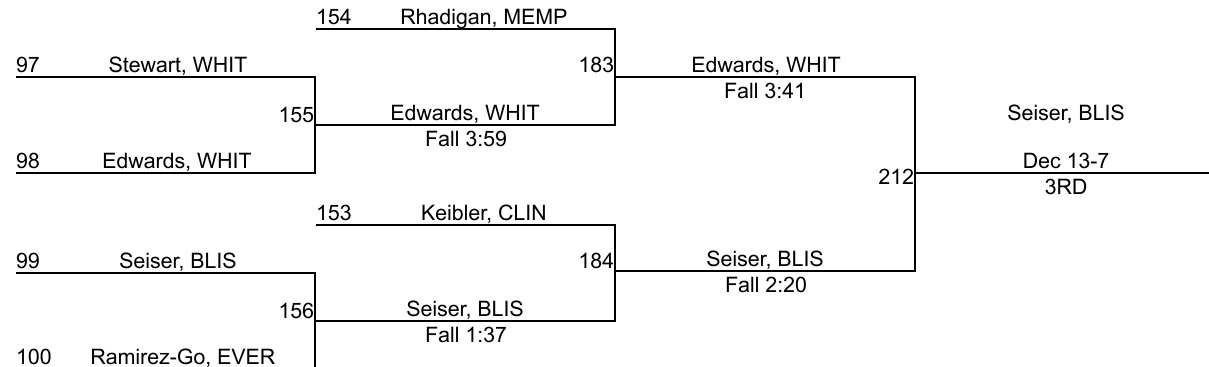 154 Rhadigan, MEMP
97 Stewart, WHIT
183 Edwards, WHIT
Fall 3:41
155 Edwards, WHIT
Fall 3:59
Seiser, BLIS
98 Edwards, WHIT
Dec 13-7
212
3RD
153 Keibler, CLIN
99 Seiser, BLIS
184 Seiser, BLIS
Fall 2:20
156 Seiser, BLIS
Fall 1:37
100 Ramirez-Go, EVER